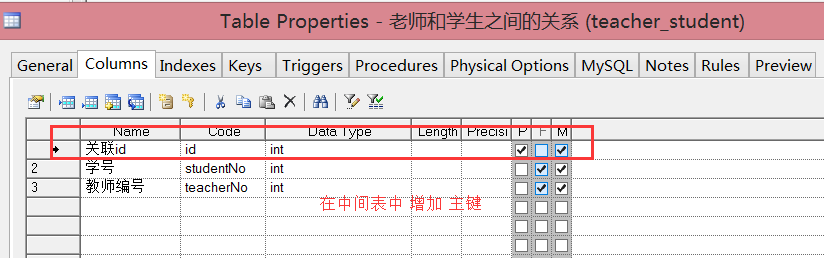 Table Properties - 老师和学生之间的关系 (teacher_student)
General Columns Indexes Keys Triggers Procedures Physical Options MySQL Notes Rules Preview
Name Code Data Type Length Precisi P F M
关联id id int
2 学号 studentNo int
3 教师编号 teacherNo int
在中间表中 增加 主键